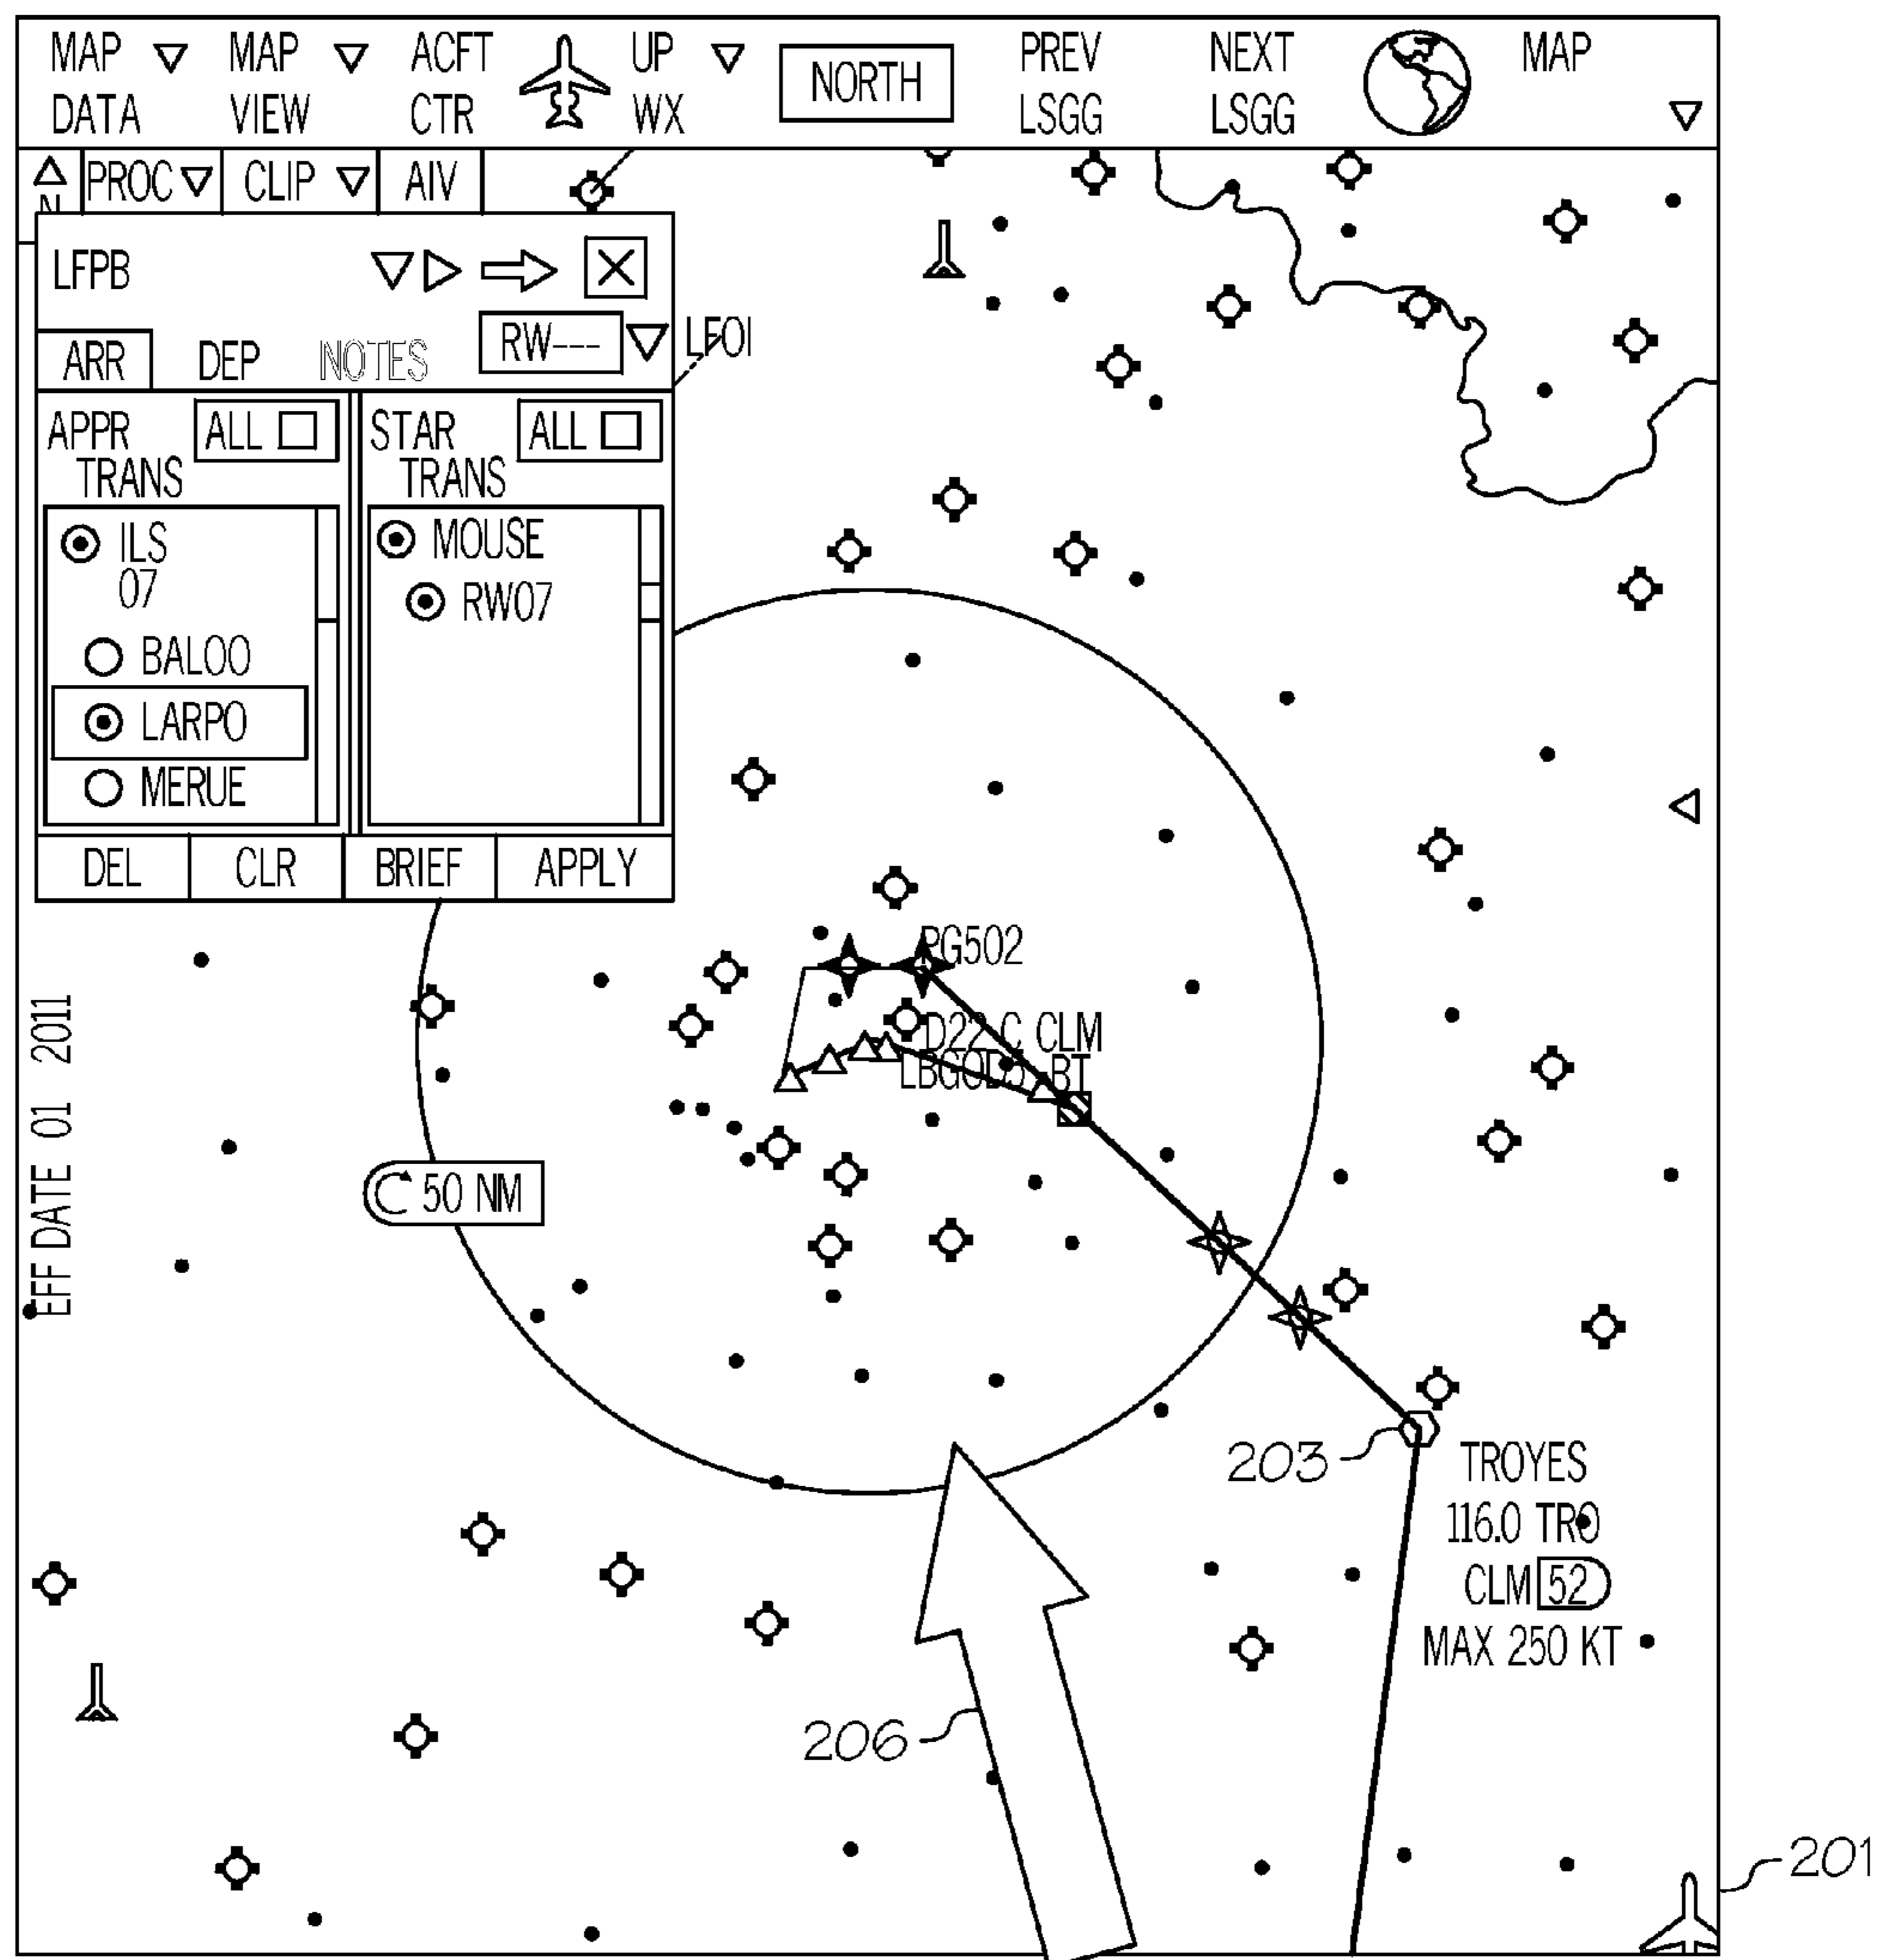 MAP MAP ACFT UP NORTH PREV NEXT MAP
DATA VIEW CTR WX LSGG LSGG
N PROC CLIP AIV
LFPB
ARR DEP NOTES RW--- LFOI
APPR ALL STAR ALL
TRANS TRANS
ILS MOUSE
07 RW07
BALOO
LARPO
MERUE
DEL CLR BRIEF APPLY
PG502
D22 C CLM
BT
EFF DATE 01 2011
50 NM
203
TROYES
116.0 TRO
CLM 52
MAX 250 KT
206
201